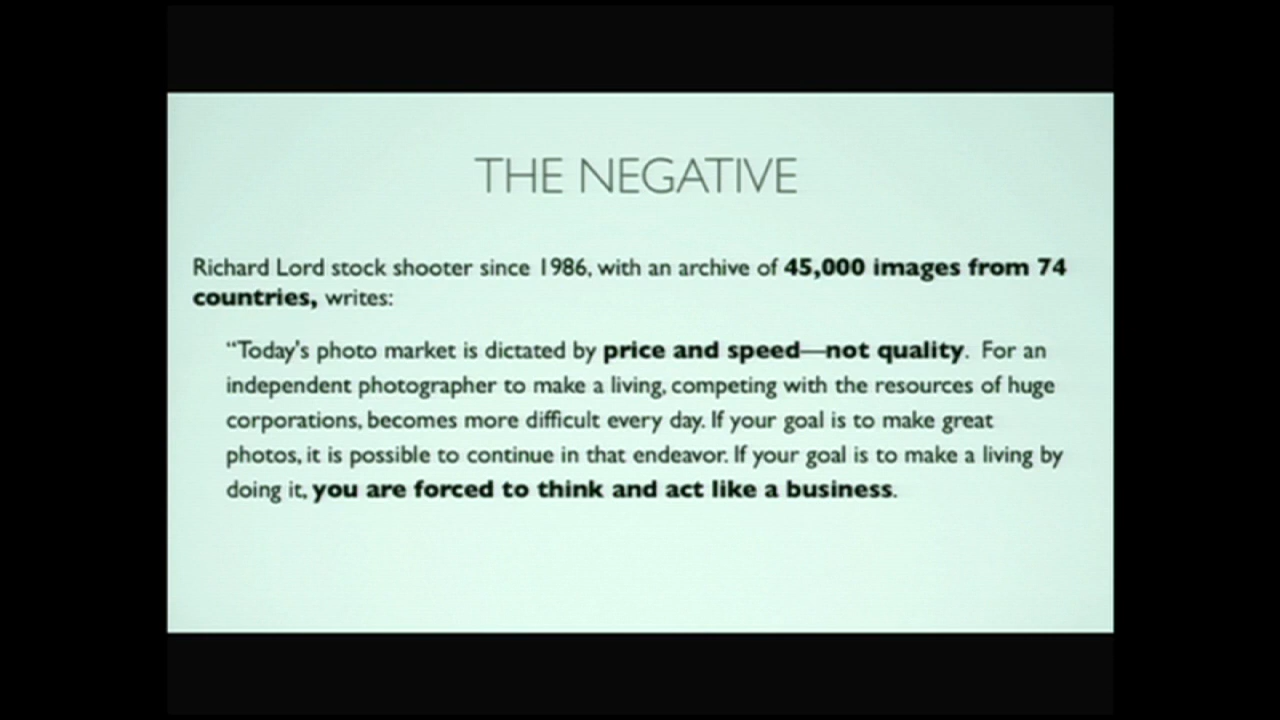 THE NEGATIVE
Richard Lord stock shooter since 1986, with an archive of 45,000 images from 74
countries, writes:
“Today's photo market is dictated by price and speed—not quality. For an
independent photographer to make a living, competing with the resources of huge
corporations, becomes more difficult every day. If your goal is to make great
photos, it is possible to continue in that endeavor. If your goal is to make a living by
doing it, you are forced to think and act like a business.